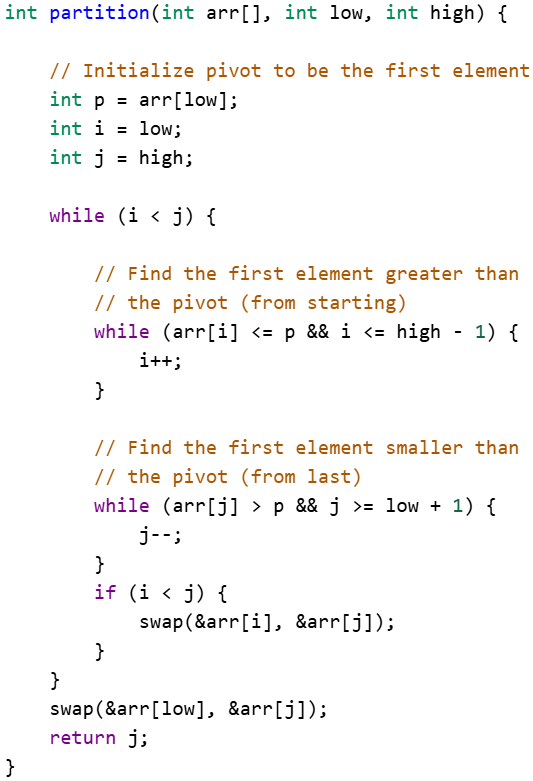 int partition(int arr[], int low, int high) {
// Initialize pivot to be the first element
int p = arr[low];
int i = low;
int j = high;
while (i < j) {
// Find the first element greater than
// the pivot (from starting)
while (arr[i] <= p && i <= high - 1) {
i++;
}
// Find the first element smaller than
// the pivot (from last)
while (arr[j] > p && j >= low + 1) {
j--;
}
if (i < j) {
swap(&arr[i], &arr[j]);
}
}
swap(&arr[low], &arr[j]);
return j;
}